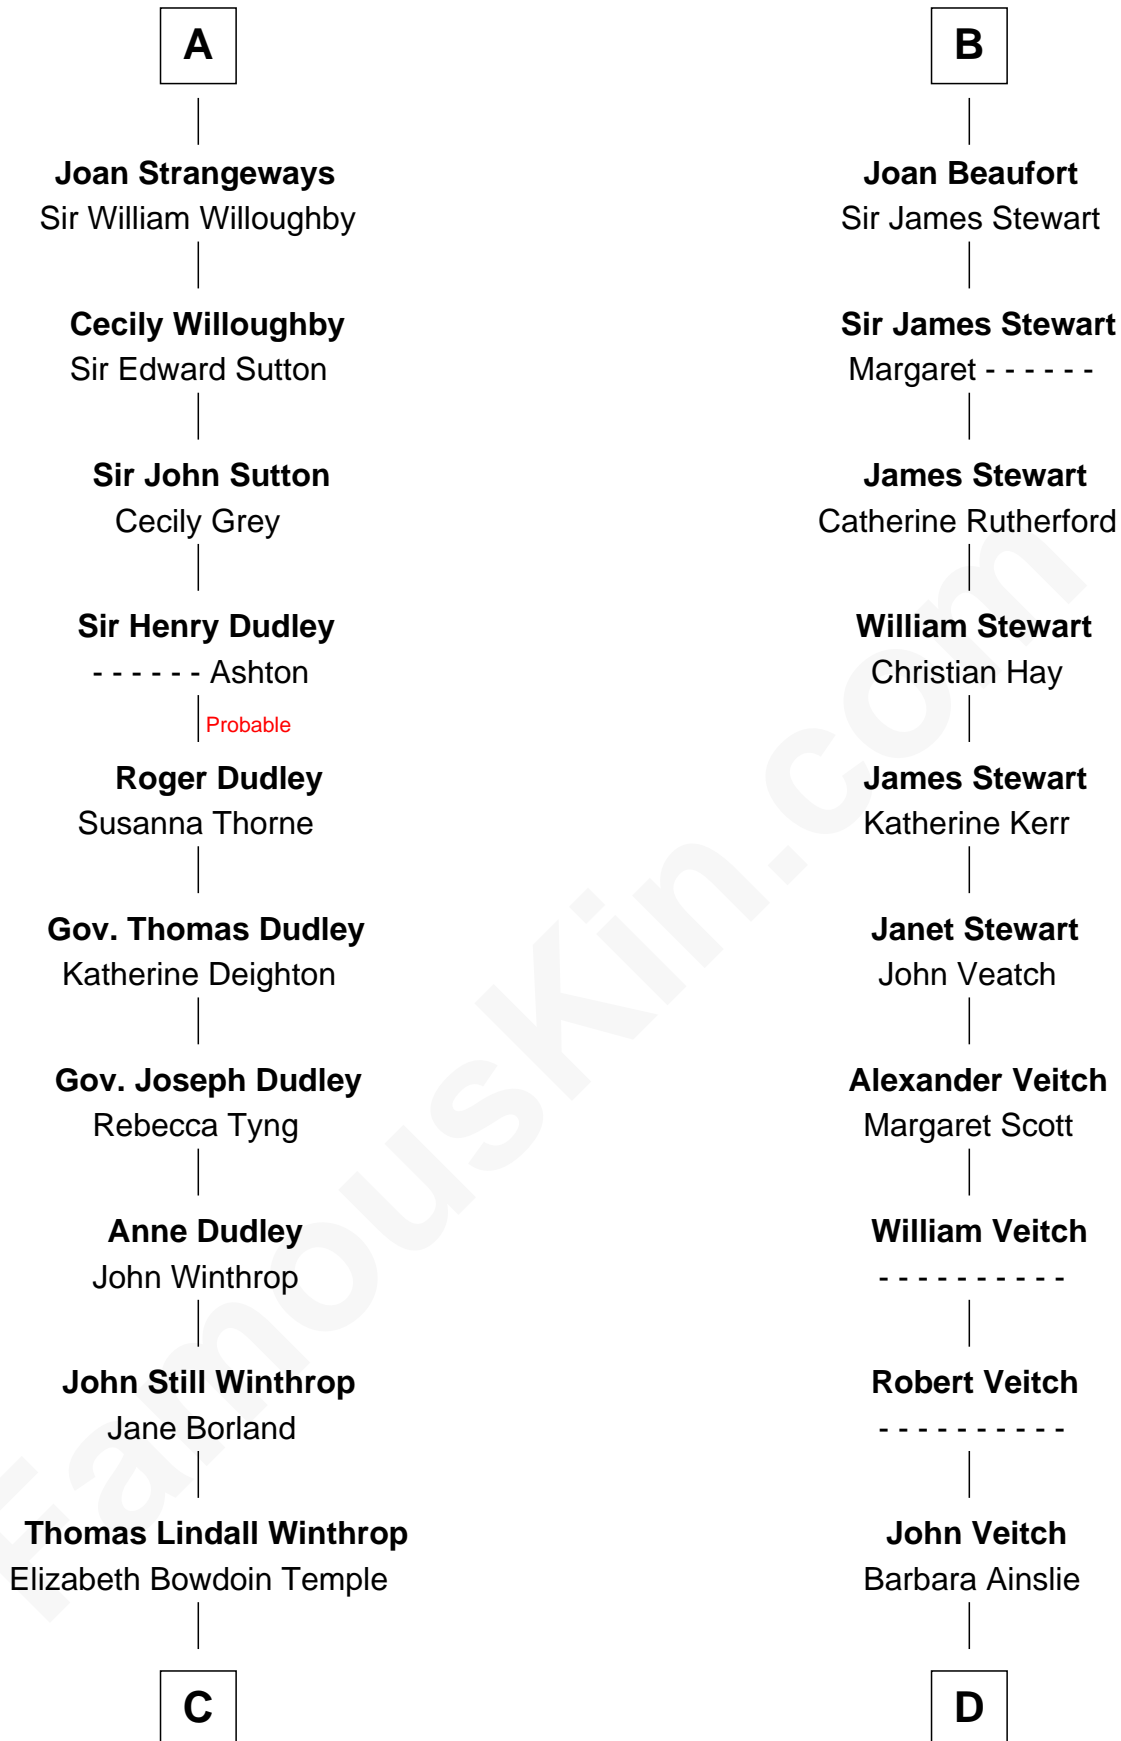 A
Joan Strangeways
Sir William Willoughby
Cecily Willoughby
Sir Edward Sutton
Sir John Sutton
Cecily Grey
Sir Henry Dudley
- - - - - - Ashton
Probable
Roger Dudley
Susanna Thorne
Gov. Thomas Dudley
Katherine Deighton
Gov. Joseph Dudley
Rebecca Tyng
Anne Dudley
John Winthrop
John Still Winthrop
Jane Borland
Thomas Lindall Winthrop
Elizabeth Bowdoin Temple
C
B
Joan Beaufort
Sir James Stewart
Sir James Stewart
Margaret - - - - - -
James Stewart
Catherine Rutherford
William Stewart
Christian Hay
James Stewart
Katherine Kerr
Janet Stewart
John Veatch
Alexander Veitch
Margaret Scott
William Veitch
- - - - - - - - - -
Robert Veitch
- - - - - - - - - -
John Veitch
Barbara Ainslie
D
FamousKin.com